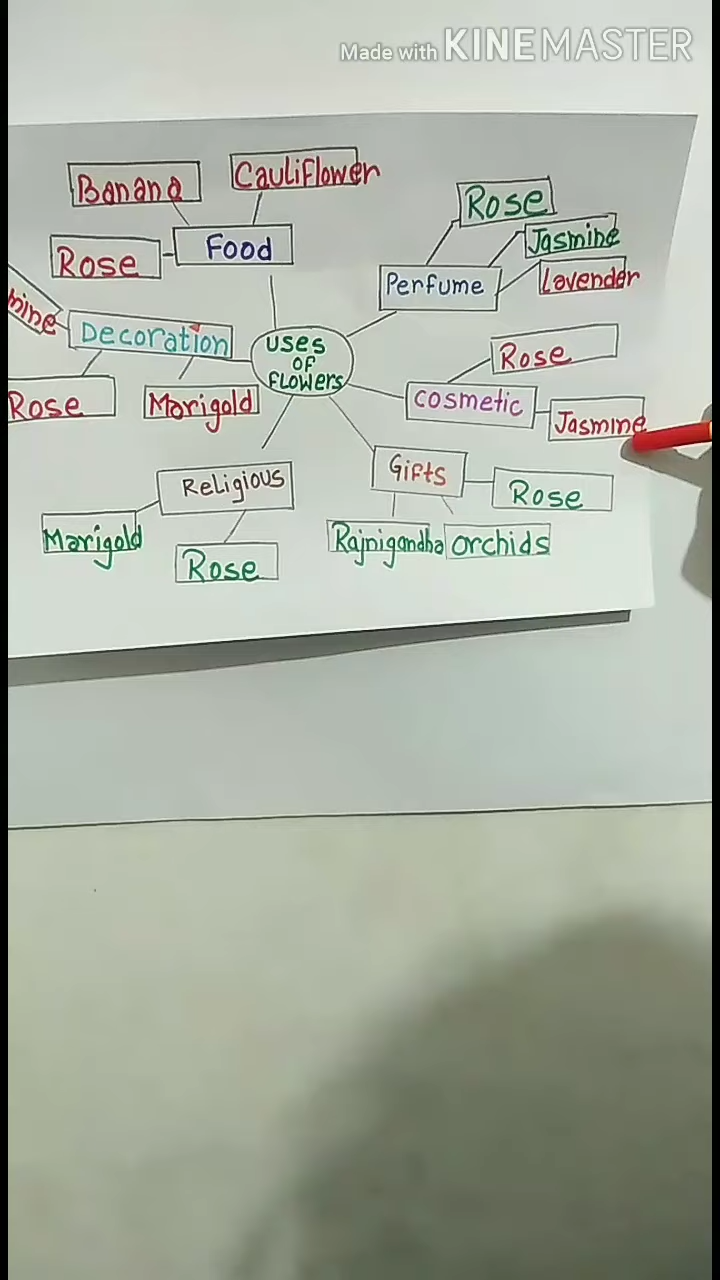 Made with KINEMASTER
Banana
Cauliflower
Rose
Food
Rose
Jasmine
Lavender
Perfume
mine
Decoration
Rose
Marigold
USES
OF
FLOWERS
Rose
Cosmetic
Jasmine
Religious
Marigold
Rose
Gifts
Rose
Rajnigandha
Orchids